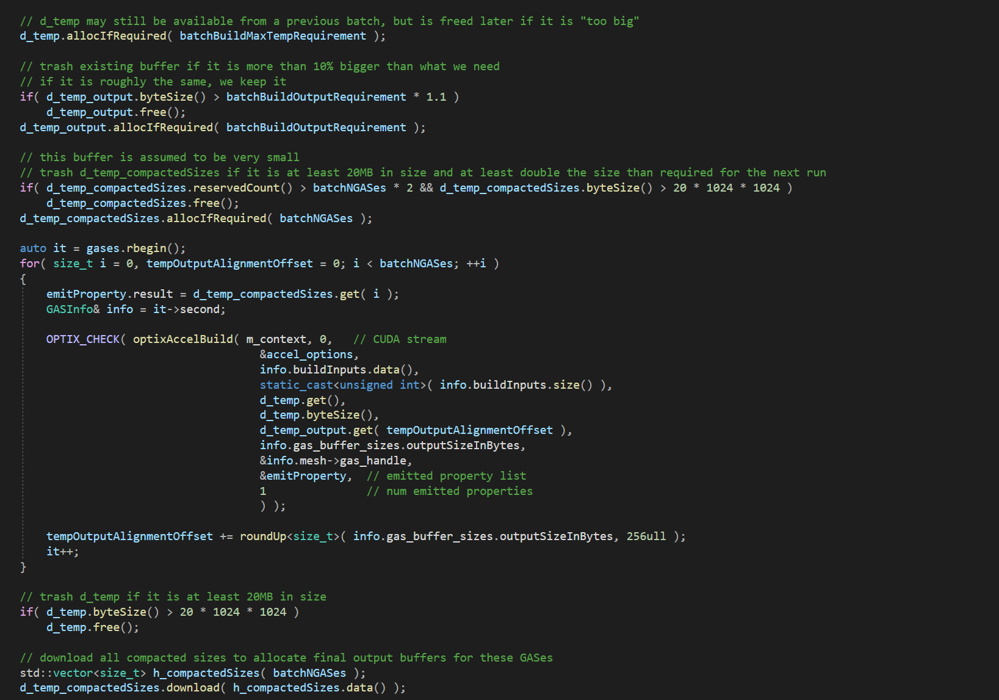 // d_temp may still be available from a previous batch, but is freed later if it is "too big"
d_temp.allocIfRequired( batchBuildMaxTempRequirement );
// trash existing buffer if it is more than 10% bigger than what we need
// if it is roughly the same, we keep it
if( d_temp_output.byteSize() > batchBuildOutputRequirement * 1.1 )
    d_temp_output.free();
d_temp_output.allocIfRequired( batchBuildOutputRequirement );
// this buffer is assumed to be very small
// trash d_temp_compactedSizes if it is at least 20MB in size and at least double the size than required for the next run
if( d_temp_compactedSizes.reservedCount() > batchNGASes * 2 && d_temp_compactedSizes.byteSize() > 20 * 1024 * 1024 )
    d_temp_compactedSizes.free();
d_temp_compactedSizes.allocIfRequired( batchNGASes );
auto it = gases.rbegin();
for( size_t i = 0, tempOutputAlignmentOffset = 0; i < batchNGASes; ++i )
{
    emitProperty.result = d_temp_compactedSizes.get( i );
    GASInfo& info = it->second;
    OPTIX_CHECK( optixAccelBuild( m_context, 0,   // CUDA stream
                                    &accel_options,
                                    info.buildInputs.data(),
                                    static_cast<unsigned int>( info.buildInputs.size() ),
                                    d_temp.get(),
                                    d_temp.byteSize(),
                                    d_temp_output.get( tempOutputAlignmentOffset ),
                                    info.gas_buffer_sizes.outputSizeInBytes,
                                    &info.mesh->gas_handle,
                                    &emitProperty,  // emitted property list
                                    1               // num emitted properties
                                    ) );
    tempOutputAlignmentOffset += roundUp<size_t>( info.gas_buffer_sizes.outputSizeInBytes, 256ull );
    it++;
}
// trash d_temp if it is at least 20MB in size
if( d_temp.byteSize() > 20 * 1024 * 1024 )
    d_temp.free();
// download all compacted sizes to allocate final output buffers for these GASes
std::vector<size_t> h_compactedSizes( batchNGASes );
d_temp_compactedSizes.download( h_compactedSizes.data() );